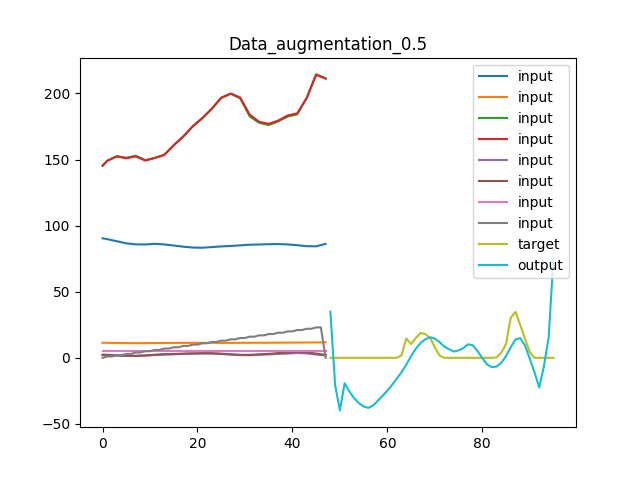 Data_augmentation_0.5
input
input
input
input
input
input
input
input
target
output
200
150
100
50
0
−50
0 20 40 60 80